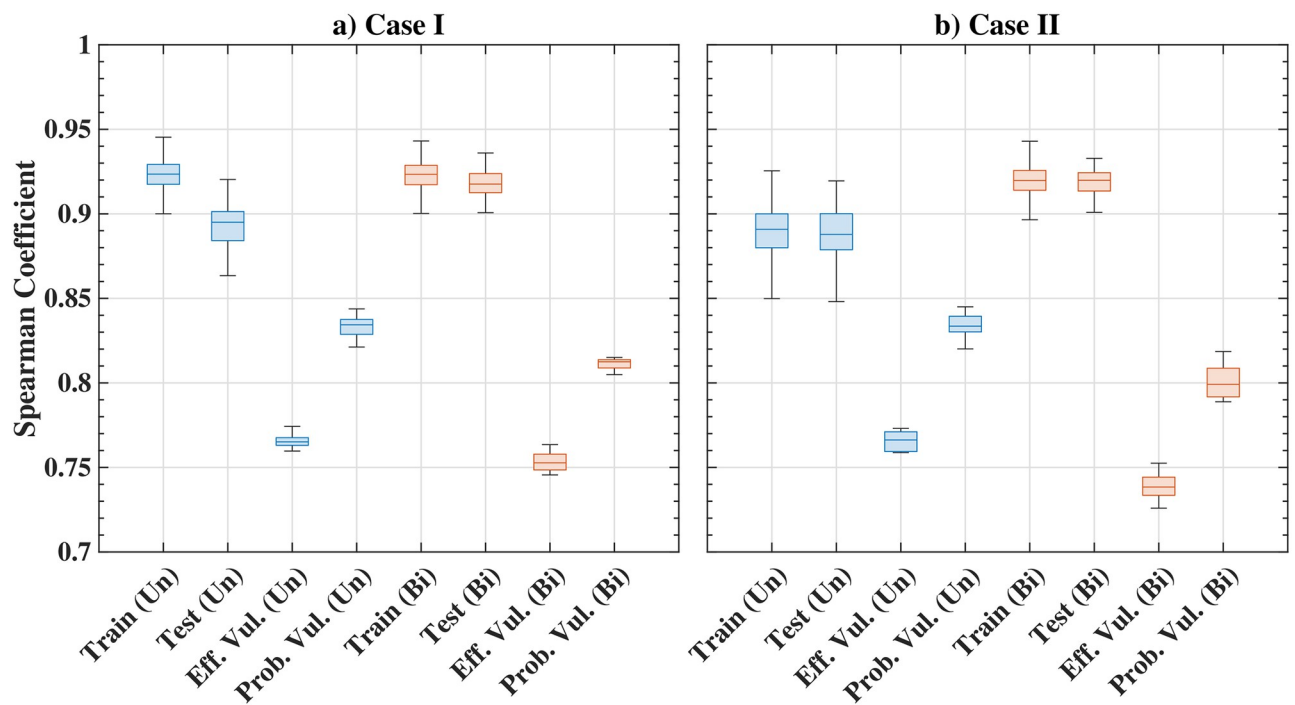 a) Case I
b) Case II
Spearman Coefficient
1
0.95
0.9
0.85
0.8
0.75
0.7
Train (Un)
Test (Un)
Eff. Vul. (Un)
Prob. Vul. (Un)
Train (Bi)
Test (Bi)
Eff. Vul. (Bi)
Prob. Vul. (Bi)
Train (Un)
Test (Un)
Eff. Vul. (Un)
Prob. Vul. (Un)
Train (Bi)
Test (Bi)
Eff. Vul. (Bi)
Prob. Vul. (Bi)